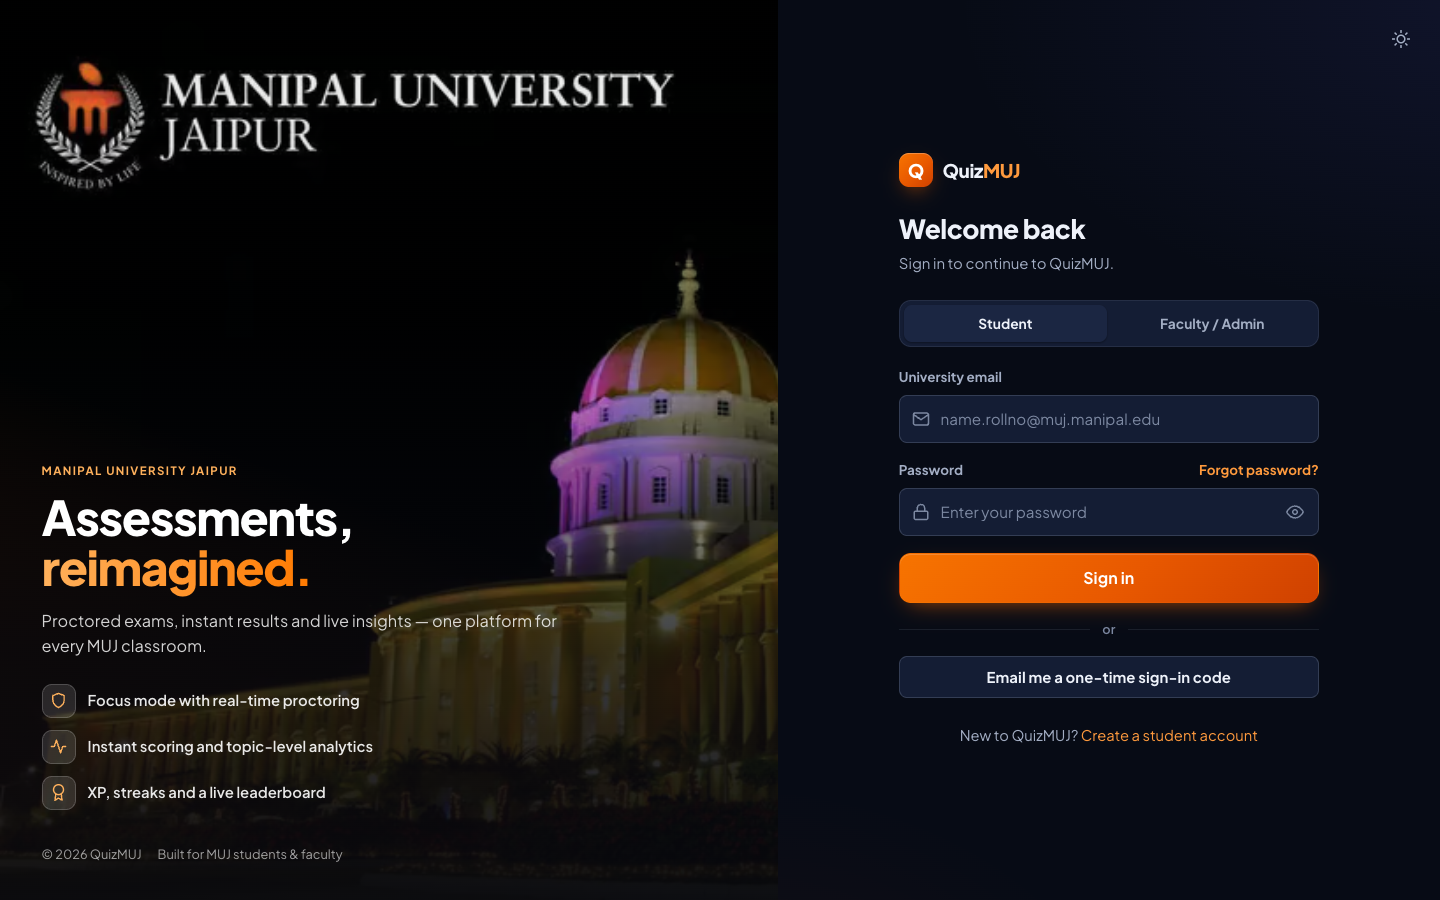 MANIPAL UNIVERSITY
JAIPUR
INSPIRED BY LIFE
MANIPAL UNIVERSITY JAIPUR
Assessments,
reimagined.
Proctored exams, instant results and live insights — one platform for
every MUJ classroom.
Focus mode with real-time proctoring
Instant scoring and topic-level analytics
XP, streaks and a live leaderboard
© 2026 QuizMUJ Built for MUJ students & faculty
Q QuizMUJ
Welcome back
Sign in to continue to QuizMUJ.
Student Faculty / Admin
University email
name.rollno@muj.manipal.edu
Password Forgot password?
Enter your password
Sign in
or
Email me a one-time sign-in code
New to QuizMUJ? Create a student account